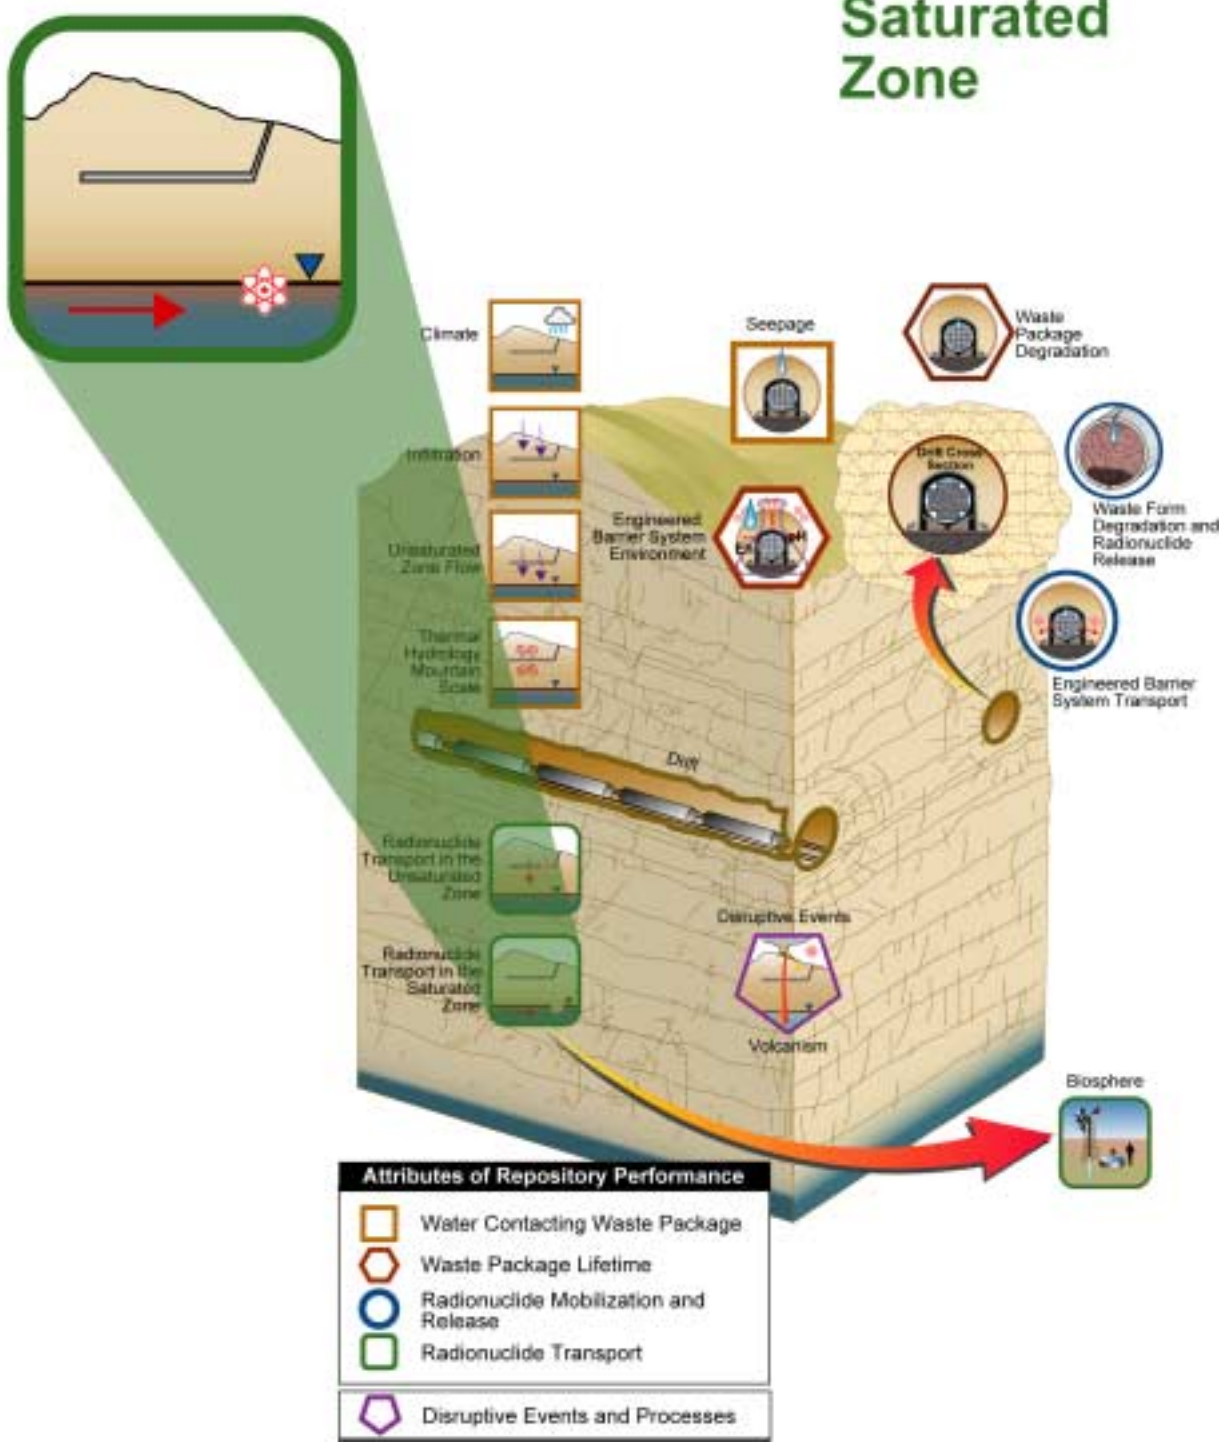 Saturated
Zone
Climate
Infiltration
Unsaturated
Zone Flow
Thermal
Hydrology
Mountain
Scale
Seepage
Waste
Package
Degradation
Drift Cross
Section
Engineered
Barrier System
Environment
Eh
pH
Waste Form
Degradation and
Radionuclide
Release
Engineered Barrier
System Transport
Drift
Radionuclide
Transport in the
Unsaturated
Zone
Radionuclide
Transport in the
Saturated
Zone
Disruptive Events
Volcanism
Biosphere
Attributes of Repository Performance
Water Contacting Waste Package
Waste Package Lifetime
Radionuclide Mobilization and
Release
Radionuclide Transport
Disruptive Events and Processes